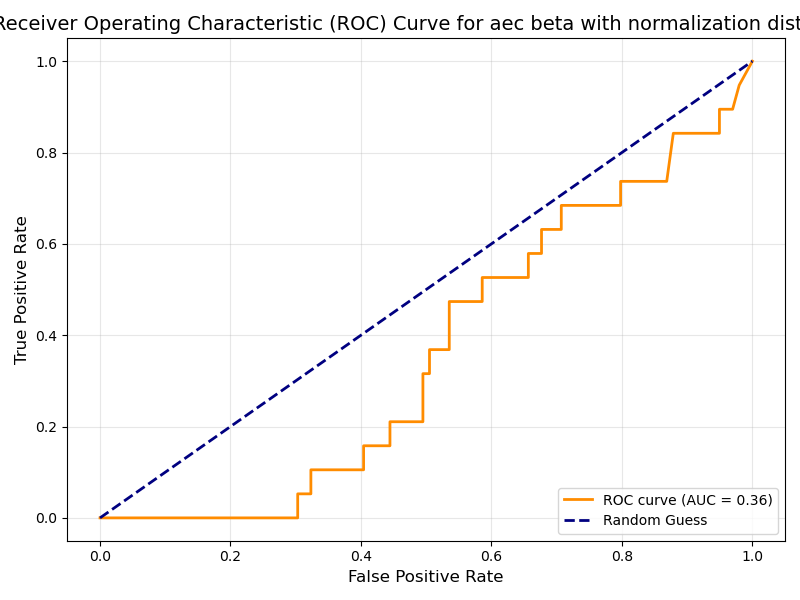 Receiver Operating Characteristic (ROC) Curve for aec beta with normalization dist
True Positive Rate
1.0
0.8
0.6
0.4
0.2
0.0
ROC curve (AUC = 0.36)
Random Guess
0.0 0.2 0.4 0.6 0.8 1.0
False Positive Rate